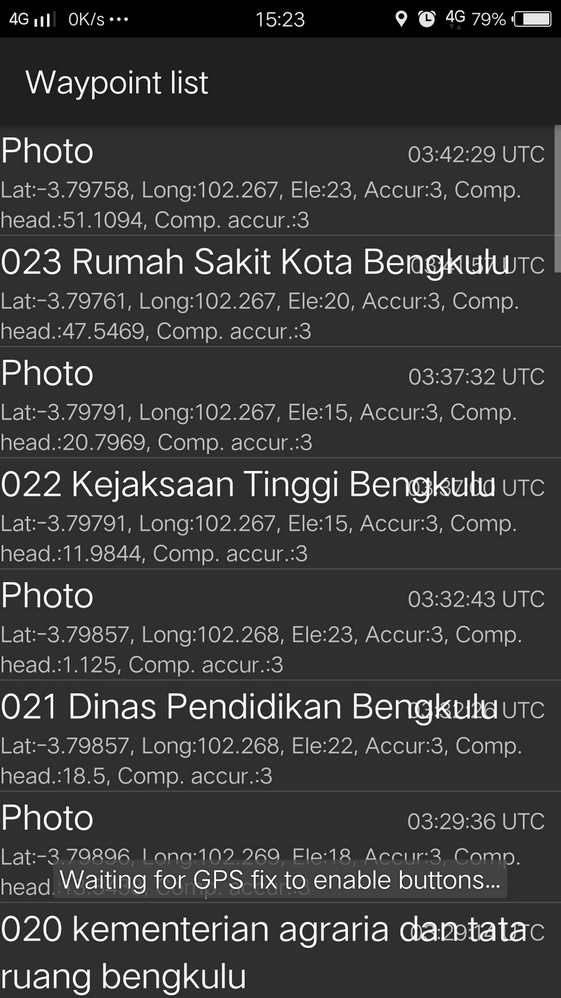 4G 0K/s ••• 15:23 4G 79%
Waypoint list
Photo 03:42:29 UTC
Lat:-3.79758, Long:102.267, Ele:23, Accur:3, Comp.
head.:51.1094, Comp. accur.:3
023 Rumah Sakit Kota Bengkulu UTC
Lat:-3.79761, Long:102.267, Ele:20, Accur:3, Comp.
head.:47.5469, Comp. accur.:3
Photo 03:37:32 UTC
Lat:-3.79791, Long:102.267, Ele:15, Accur:3, Comp.
head.:20.7969, Comp. accur.:3
022 Kejaksaan Tinggi Bengkulu UTC
Lat:-3.79791, Long:102.267, Ele:15, Accur:3, Comp.
head.:11.9844, Comp. accur.:3
Photo 03:32:43 UTC
Lat:-3.79857, Long:102.268, Ele:23, Accur:3, Comp.
head.:1.125, Comp. accur.:3
021 Dinas Pendidikan Bengkulu UTC
Lat:-3.79857, Long:102.268, Ele:22, Accur:3, Comp.
head.:18.5, Comp. accur.:3
Photo 03:29:36 UTC
Lat:-3.79896, Long:102.269, Ele:18, Accur:3, Comp.
head.
Waiting for GPS fix to enable buttons...
020 kementerian agraria dan tata UTC
ruang bengkulu